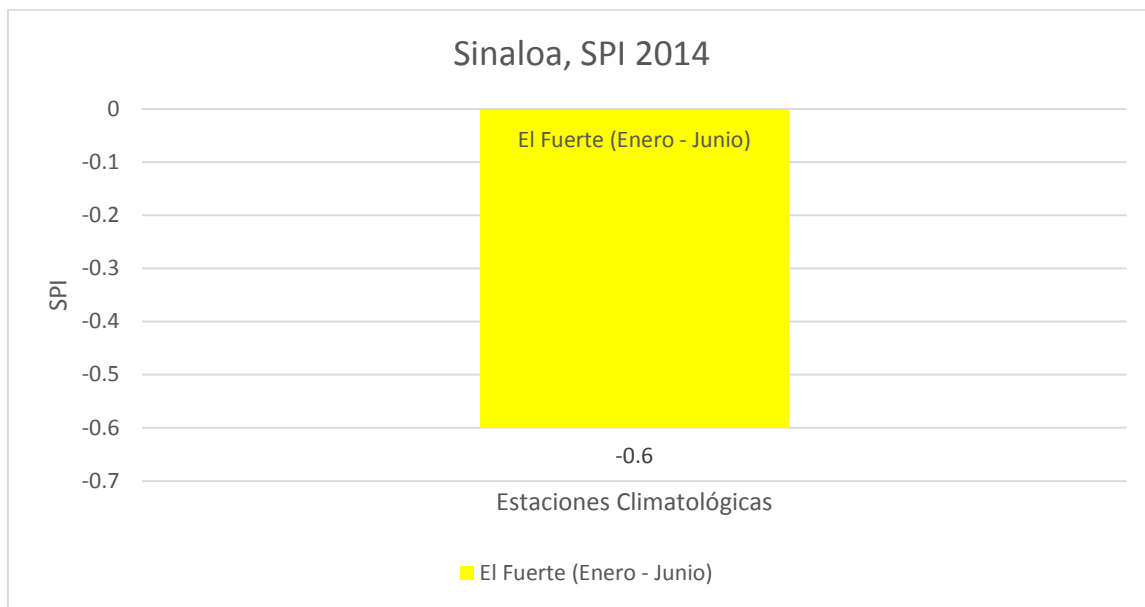 Sinaloa, SPI 2014
0
-0.1
-0.2
-0.3
-0.4
-0.5
-0.6
-0.7
SPI
El Fuerte (Enero - Junio)
-0.6
Estaciones Climatológicas
El Fuerte (Enero - Junio)